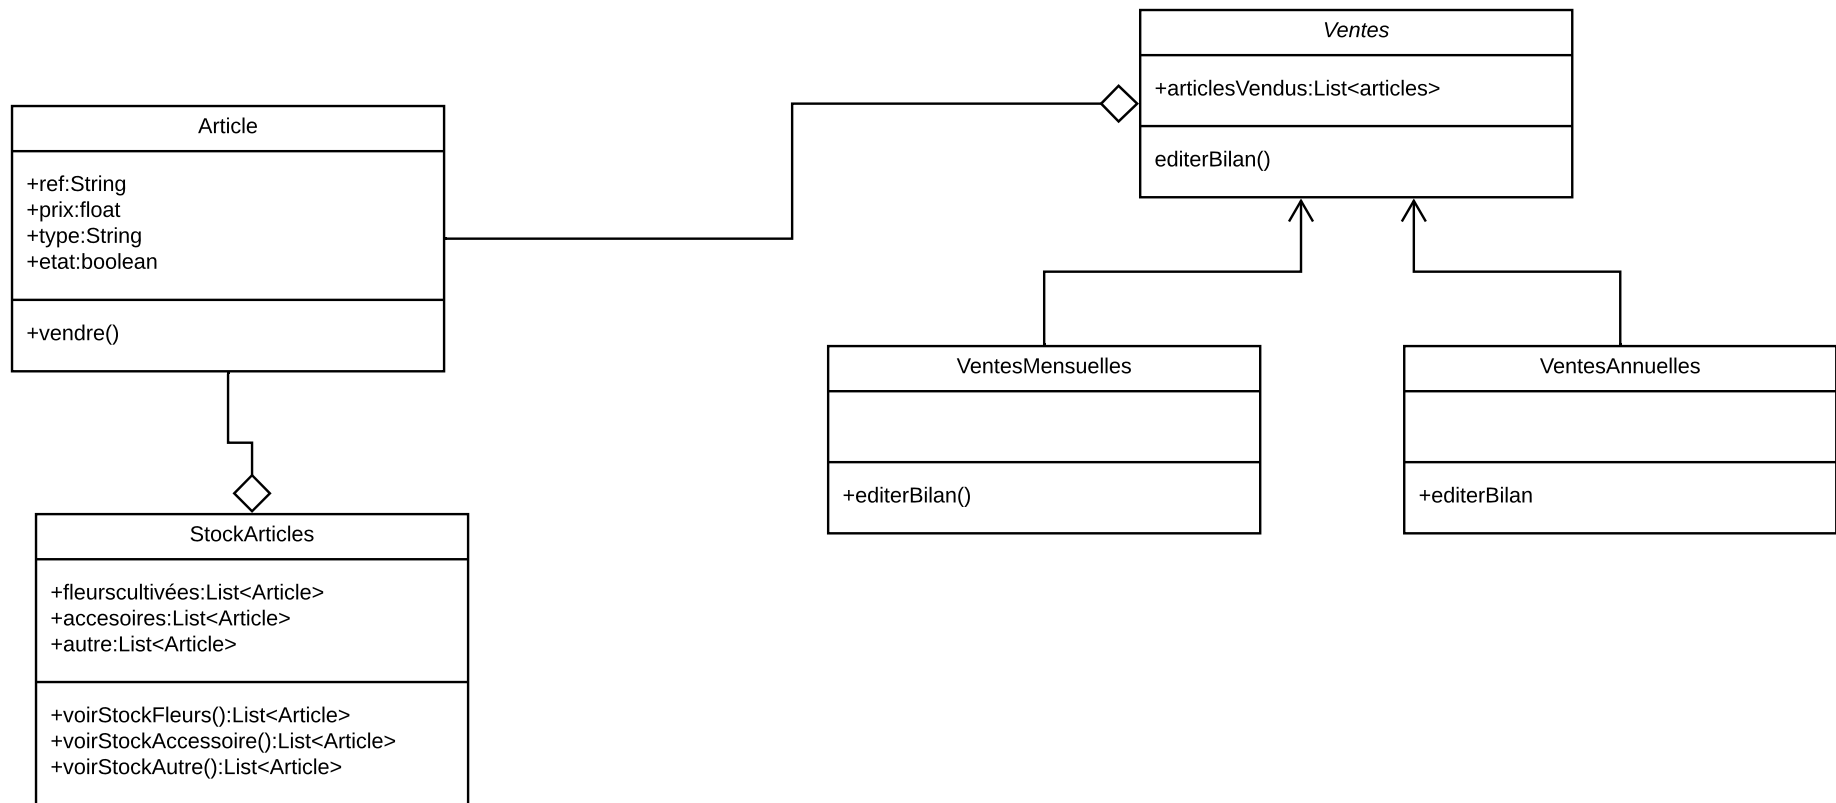 Article
+ref:String
+prix:float
+type:String
+etat:boolean
+vendre()
Ventes
+articlesVendus:List<articles>
editerBilan()
VentesMensuelles
+editerBilan()
VentesAnnuelles
+editerBilan
StockArticles
+fleurscultivées:List<Article>
+accesoires:List<Article>
+autre:List<Article>
+voirStockFleurs():List<Article>
+voirStockAccessoire():List<Article>
+voirStockAutre():List<Article>